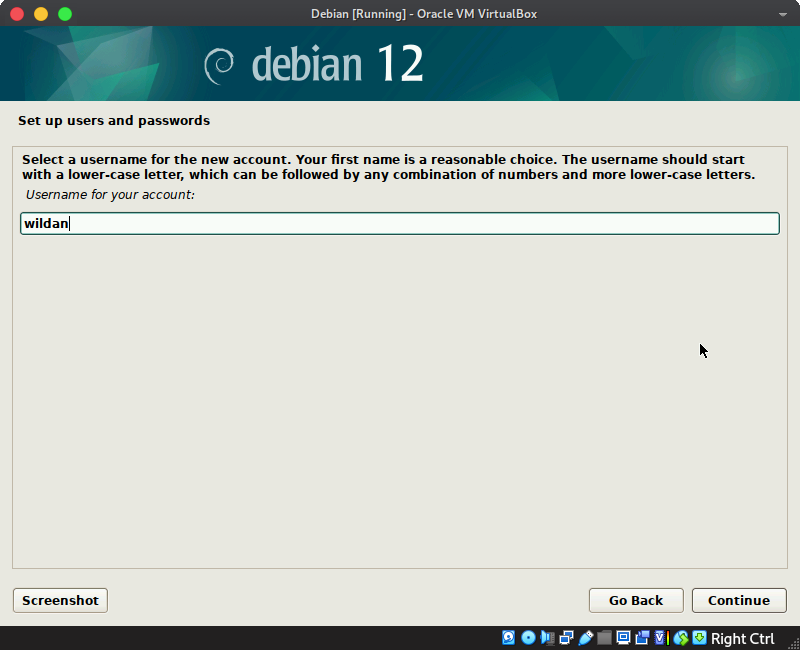 Debian [Running] - Oracle VM VirtualBox
debian 12
Set up users and passwords
Select a username for the new account. Your first name is a reasonable choice. The username should start
with a lower-case letter, which can be followed by any combination of numbers and more lower-case letters.
Username for your account:
wildan
Screenshot
Go Back
Continue
Right Ctrl